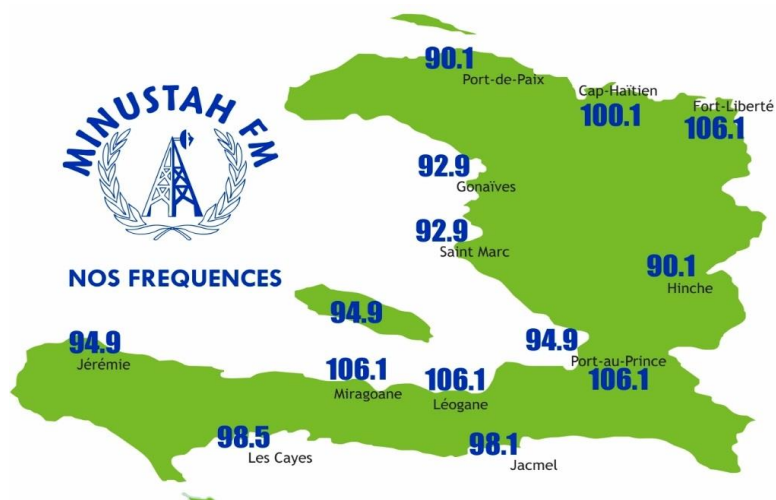 MINUSTAH FM
NOS FREQUENCES
90.1
Port-de-Paix
Cap-Haïtien
100.1
Fort-Liberté
106.1
92.9
Gonaïves
92.9
Saint Marc
90.1
Hinche
94.9
94.9
Jérémie
94.9
Port-au-Prince
106.1
106.1
Miragoane
106.1
Léogane
98.5
Les Cayes
98.1
Jacmel